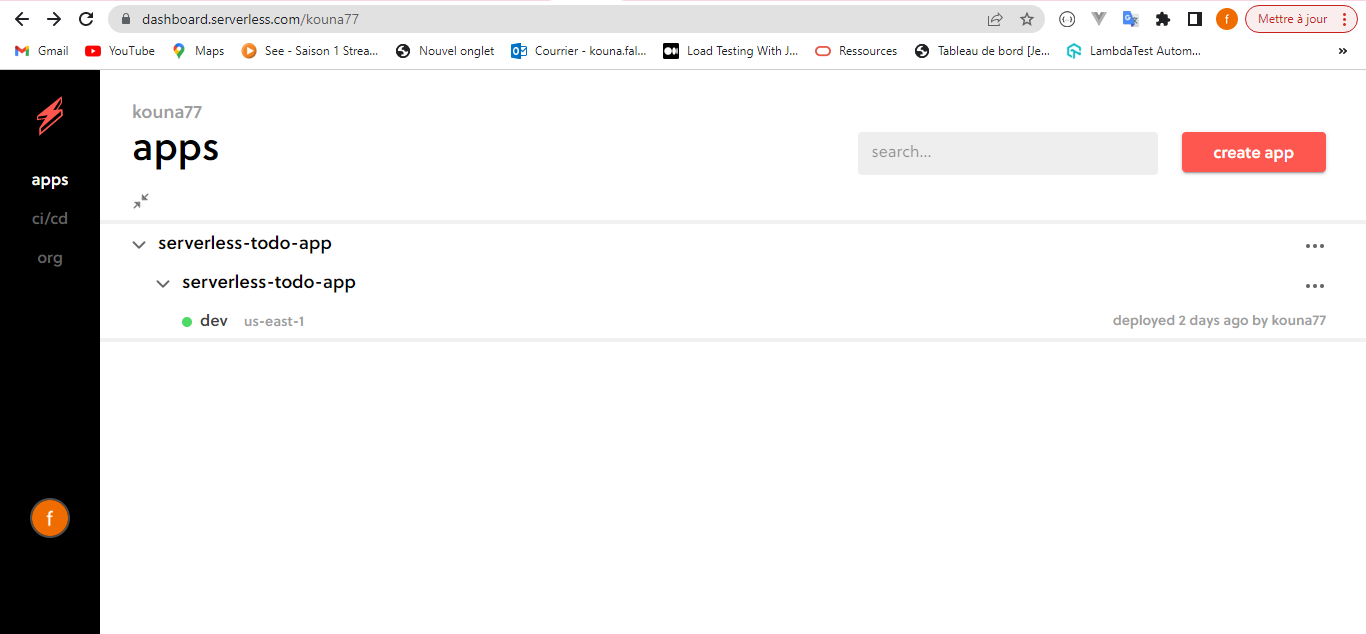 dashboard.serverless.com/kouna77
f
Mettre à jour
Gmail
YouTube
Maps
See - Saison 1 Strea...
Nouvel onglet
Courrier - kouna.fal...
Load Testing With J...
Ressources
Tableau de bord [Je...
LambdaTest Autom...
»
kouna77
apps
search...
create app
apps
ci/cd
org
serverless-todo-app
...
serverless-todo-app
...
dev us-east-1 deployed 2 days ago by kouna77
f